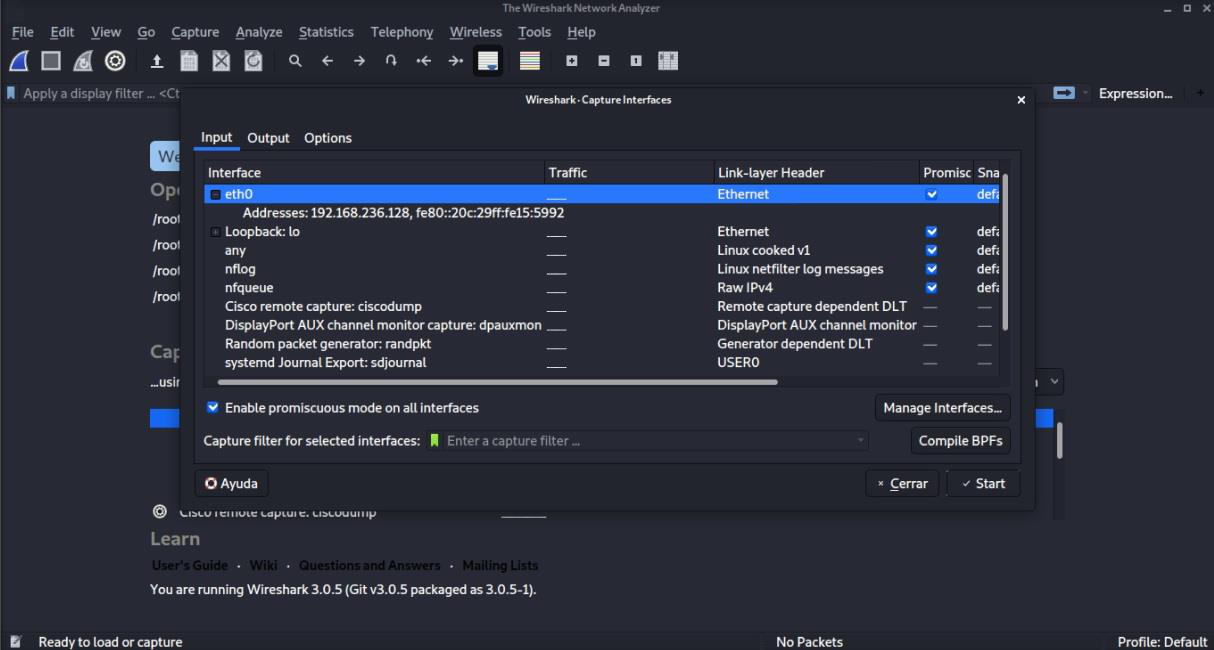 The Wireshark Network Analyzer
File Edit View Go Capture Analyze Statistics Telephony Wireless Tools Help
Apply a display filter ... <Ct
Expression... +
Wireshark · Capture Interfaces
Input Output Options
Interface Traffic Link-layer Header Promisc Sna
eth0 Ethernet defa
Addresses: 192.168.236.128, fe80::20c:29ff:fe15:5992
Loopback: lo Ethernet defa
any Linux cooked v1 defa
nflog Linux netfilter log messages defa
nfqueue Raw IPv4 defa
Cisco remote capture: ciscodump Remote capture dependent DLT — —
DisplayPort AUX channel monitor capture: dpauxmon DisplayPort AUX channel monitor — —
Random packet generator: randpkt Generator dependent DLT — —
systemd Journal Export: sdjournal USER0 — —
Enable promiscuous mode on all interfaces
Manage Interfaces...
Capture filter for selected interfaces: Enter a capture filter ... Compile BPFs
Ayuda Cerrar Start
We
Ope
/root
/root
/root
/root
Cap
...usin
Cisco remote capture: ciscodump
Learn
User's Guide · Wiki · Questions and Answers · Mailing Lists
You are running Wireshark 3.0.5 (Git v3.0.5 packaged as 3.0.5-1).
Ready to load or capture No Packets Profile: Default